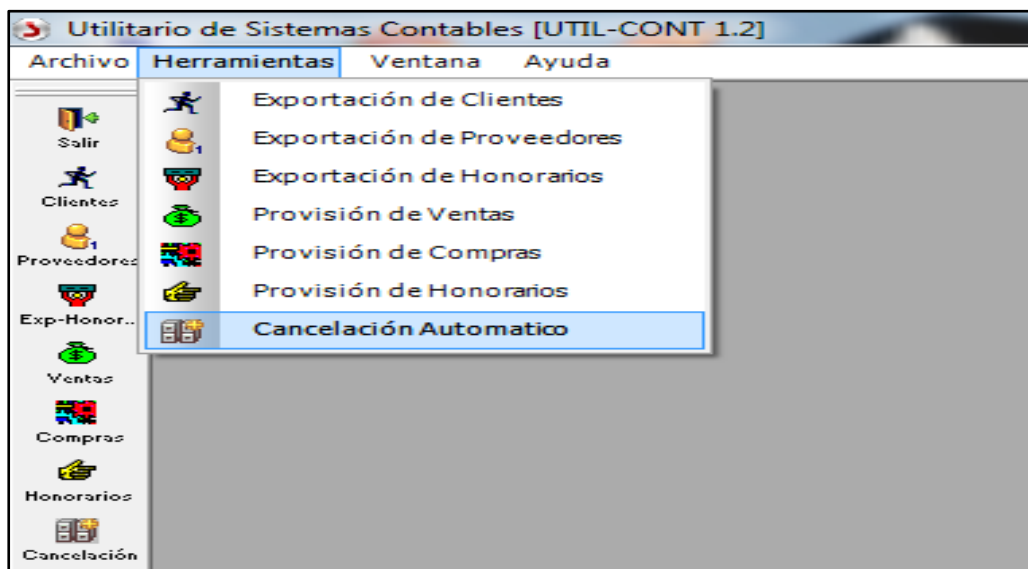 Utilitario de Sistemas Contables [UTIL-CONT 1.2]
Archivo Herramientas Ventana Ayuda
Exportación de Clientes
Exportación de Proveedores
Exportación de Honorarios
Provisión de Ventas
Provisión de Compras
Provisión de Honorarios
Cancelación Automatico
Salir
Clientes
Proveedores
Exp-Honor..
Ventas
Compras
Honorarios
Cancelación